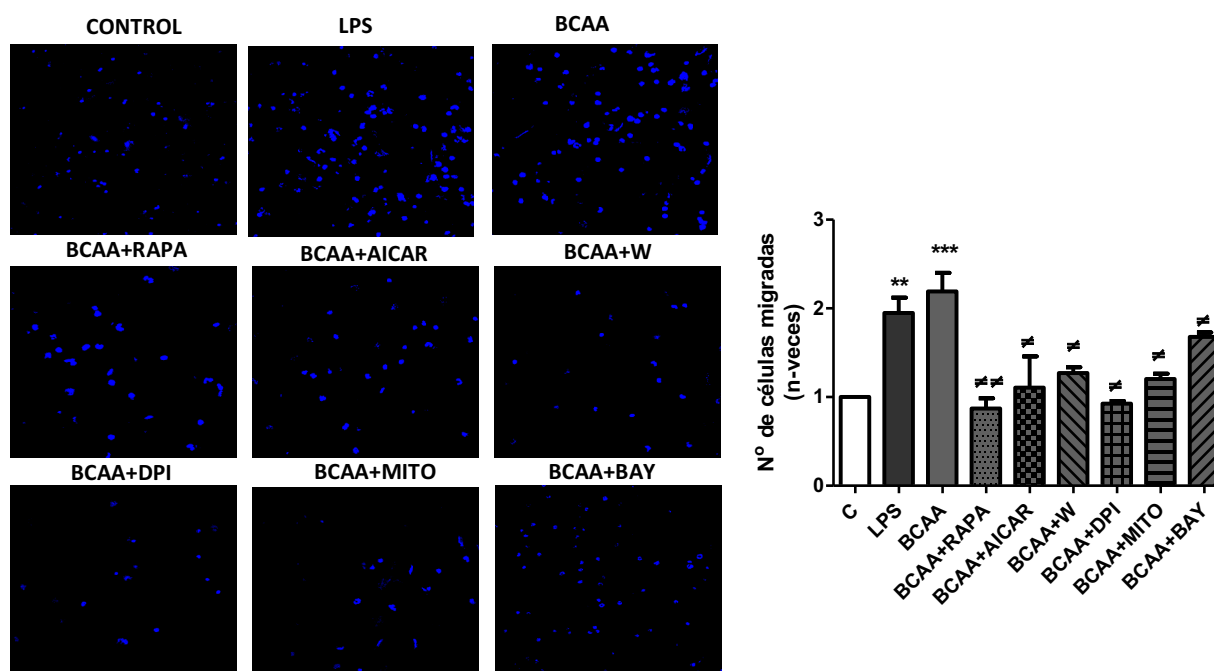 CONTROL
LPS
BCAA
BCAA+RAPA
BCAA+AICAR
BCAA+W
BCAA+DPI
BCAA+MITO
BCAA+BAY
Nº de células migradas
(n-veces)
3
2
1
0
**
***
≠≠
≠
≠
≠
≠
≠
C
LPS
BCAA
BCAA+RAPA
BCAA+AICAR
BCAA+W
BCAA+DPI
BCAA+MITO
BCAA+BAY